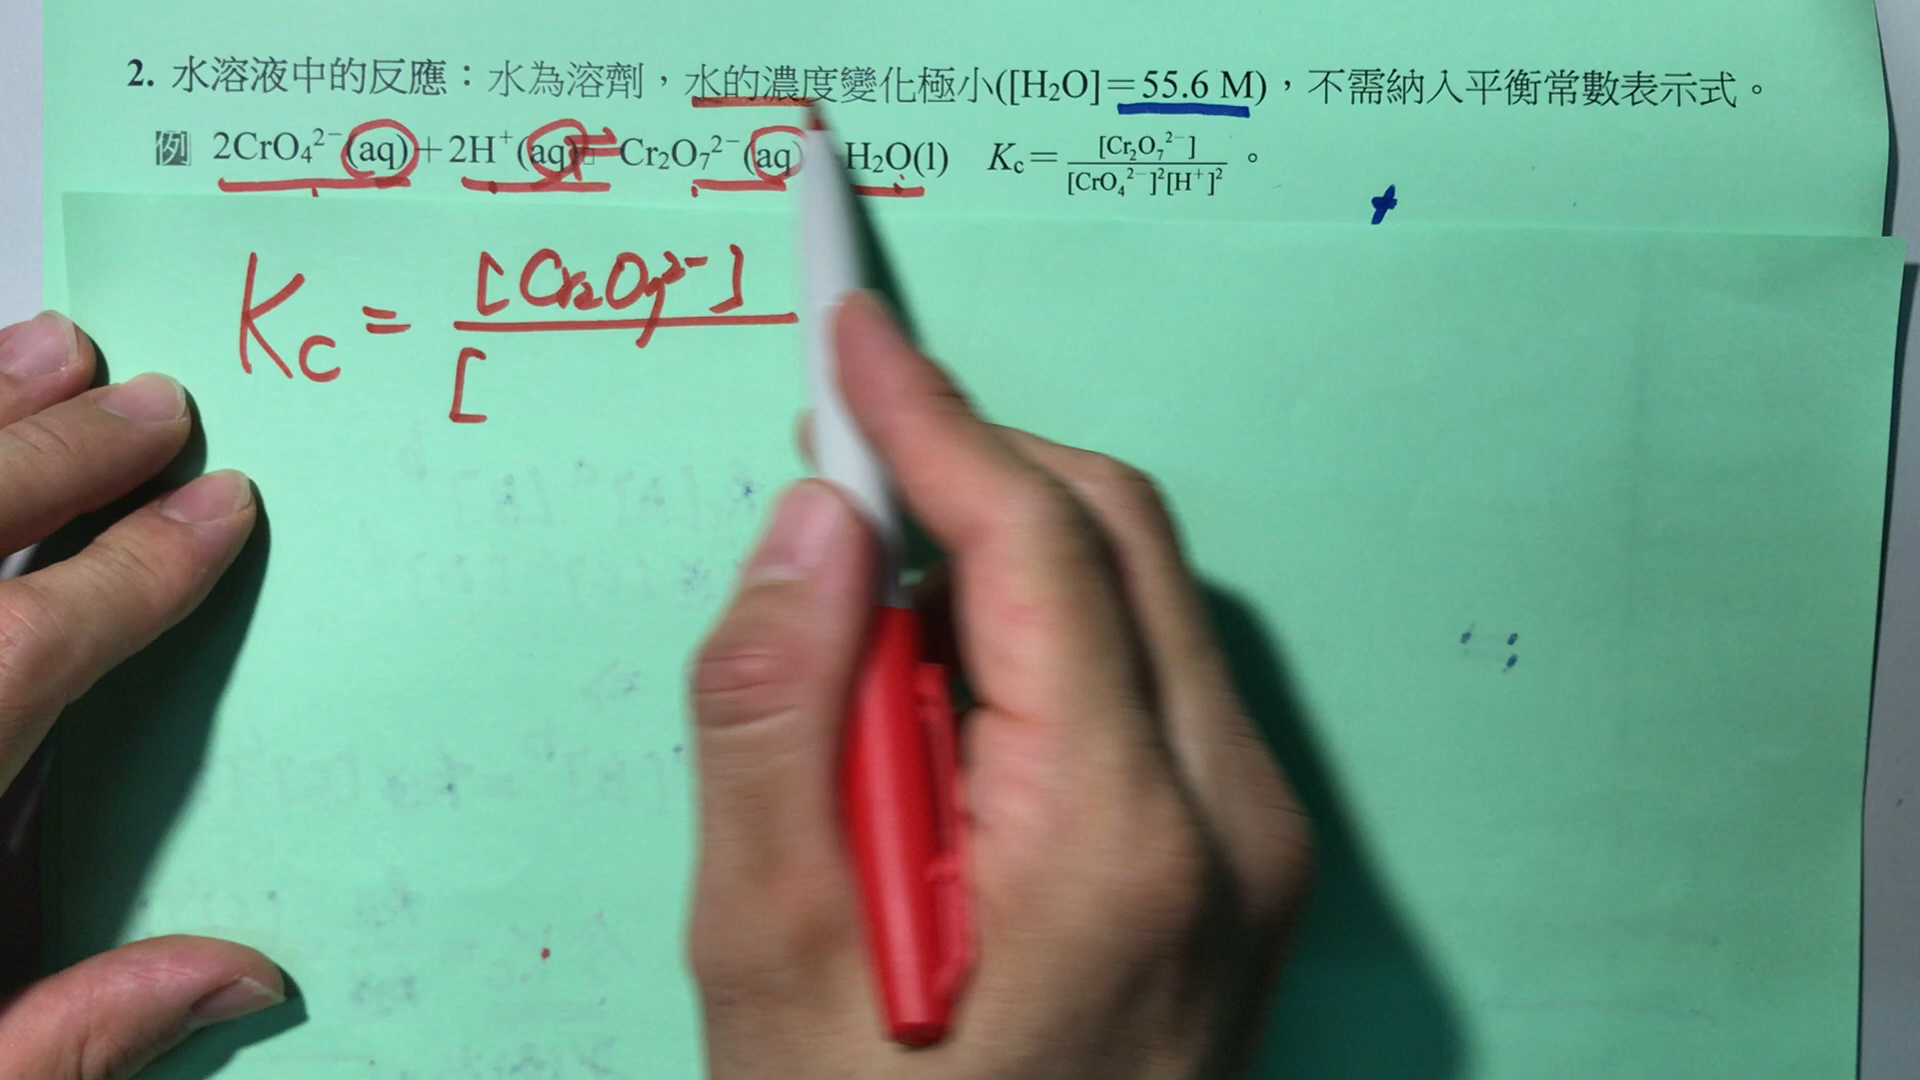 2. 水溶液中的反應：水為溶劑，水的濃度變化極小([H₂O]=55.6 M)，不需納入平衡常數表示式。
例 2CrO₄²⁻(aq)+2H⁺(aq)⇌Cr₂O₇²⁻(aq) H₂O(l) Kc=[Cr₂O₇²⁻]/[CrO₄²⁻]²[H⁺]²。
Kc = [Cr₂O₇²⁻]
[